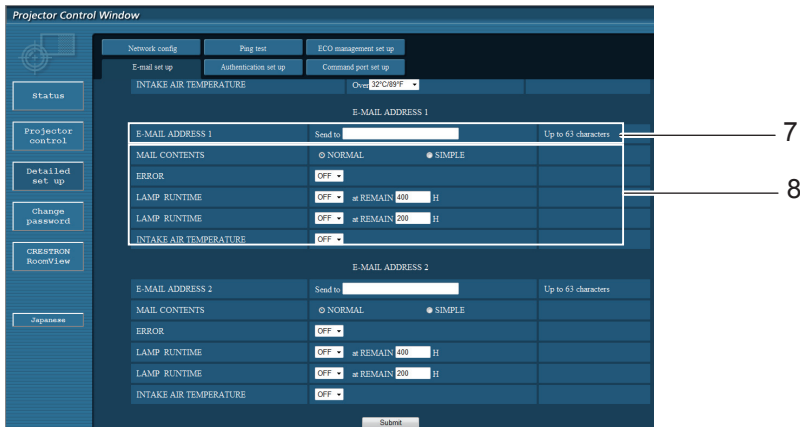 Projector Control Window
Network config Ping test ECO management set up
E-mail set up Authentication set up Command port set up
Status
Projector control
Detailed set up
Change password
CRESTRON RoomView
Japanese
INTAKE AIR TEMPERATURE Over 32°C/89°F
E-MAIL ADDRESS 1
E-MAIL ADDRESS 1 Send to Up to 63 characters 7
MAIL CONTENTS NORMAL SIMPLE
ERROR OFF
8
LAMP RUNTIME OFF at REMAIN 400 H
LAMP RUNTIME OFF at REMAIN 200 H
INTAKE AIR TEMPERATURE OFF
E-MAIL ADDRESS 2
E-MAIL ADDRESS 2 Send to Up to 63 characters
MAIL CONTENTS NORMAL SIMPLE
ERROR OFF
LAMP RUNTIME OFF at REMAIN 400 H
LAMP RUNTIME OFF at REMAIN 200 H
INTAKE AIR TEMPERATURE OFF
Submit